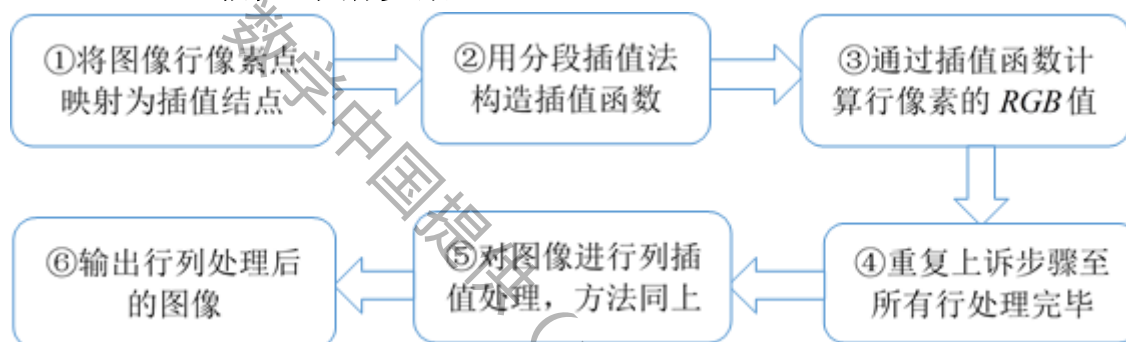 ①将图像行像素点
映射为插值结点
②用分段插值法
构造插值函数
③通过插值函数计
算行像素的 RGB 值
④重复上诉步骤至
所有行处理完毕
⑤对图像进行列插
值处理，方法同上
⑥输出行列处理后
的图像
数学中国提供（